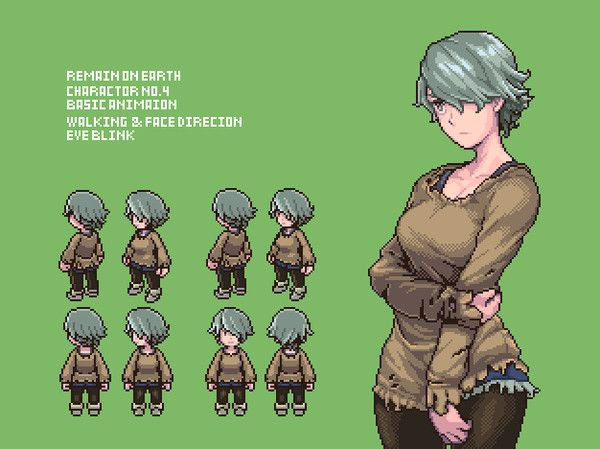 REMAIN ON EARTH
CHARACTOR NO.4
BASIC ANIMAION
WALKING & FACE DIRECION
EYE BLINK